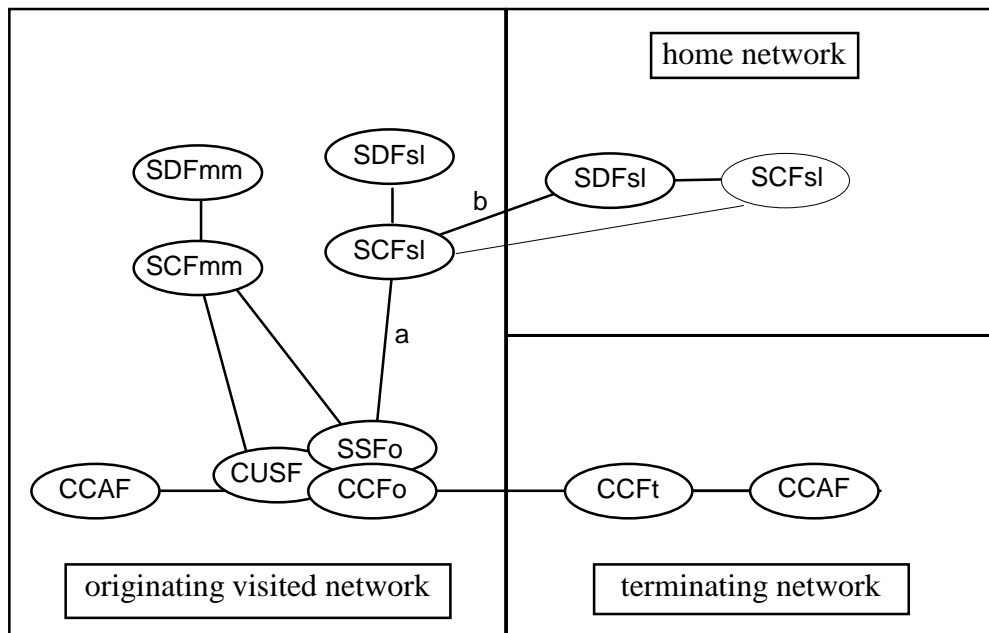 home network
SDFmm
SDFsl
SDFsl
SCFsl
b
SCFmm
SCFsl
a
SSFo
CCAF
CUSF
CCFo
CCFt
CCAF
originating visited network
terminating network